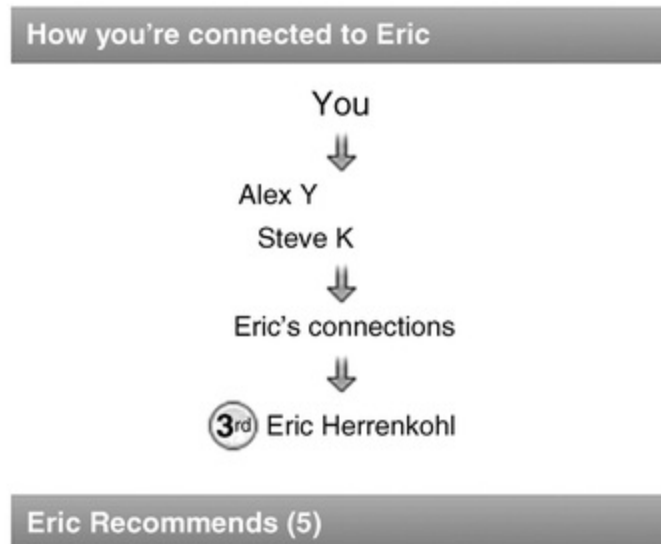 How you're connected to Eric
You
Alex Y
Steve K
Eric's connections
3rd Eric Herrenkohl
Eric Recommends (5)